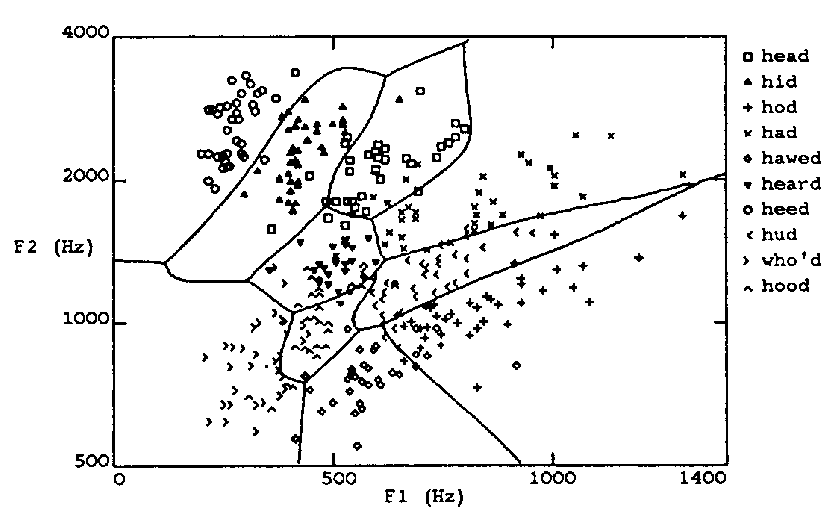 4000
2000
F2 (Hz)
1000
500
0
500
1000
1400
F1 (Hz)
head
hid
hod
had
hawed
heard
heed
hud
who'd
hood